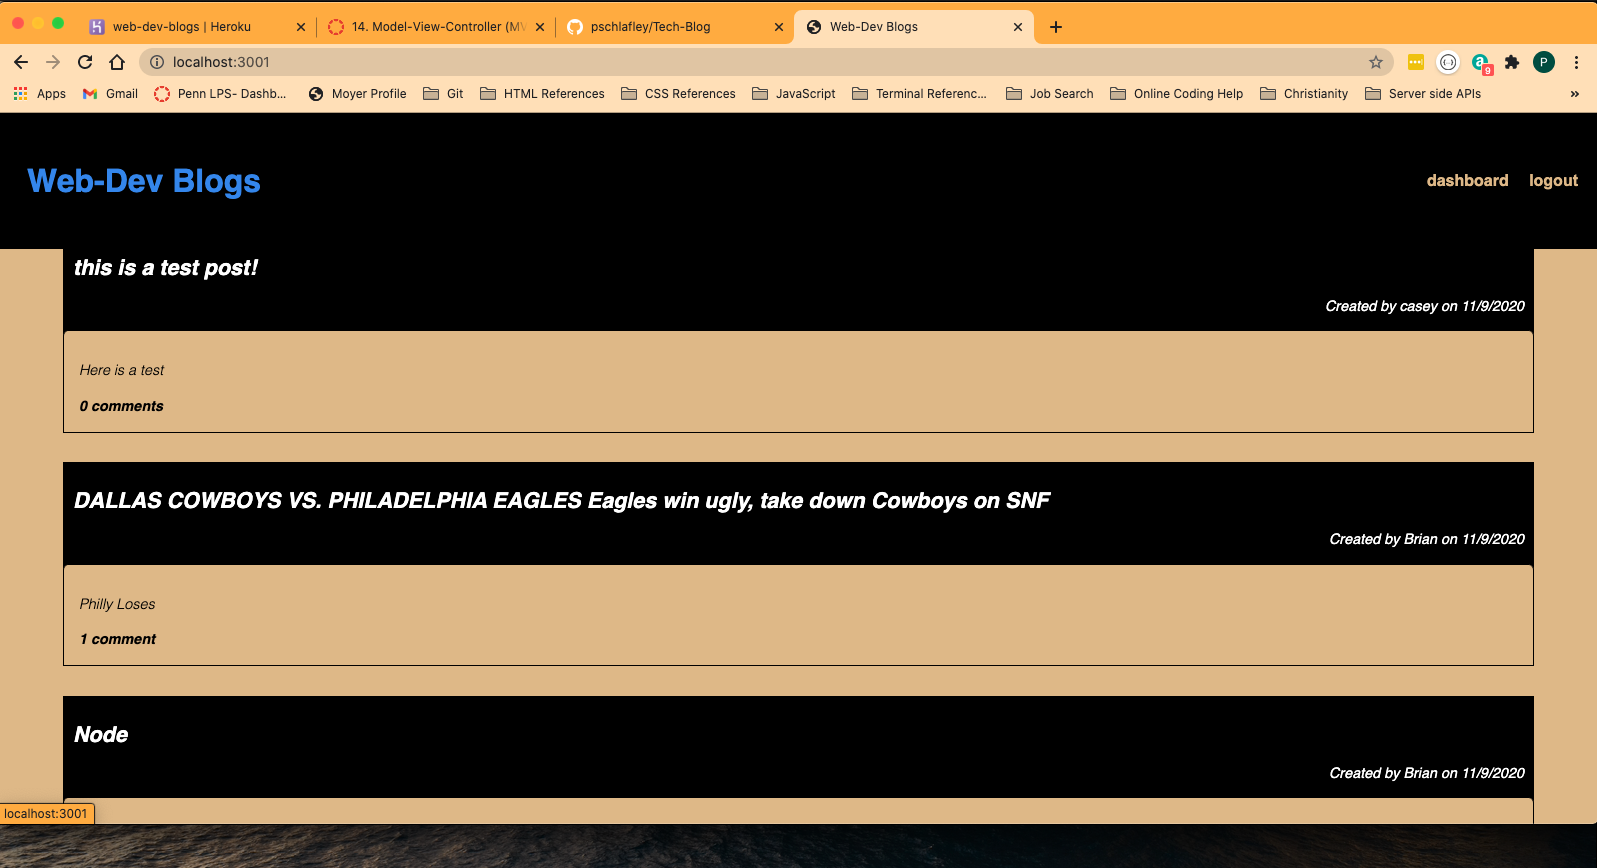 web-dev-blogs | Heroku
14. Model-View-Controller (MV
pschlafley/Tech-Blog
Web-Dev Blogs
localhost:3001
9
P
Apps
Gmail
Penn LPS- Dashb...
Moyer Profile
Git
HTML References
CSS References
JavaScript
Terminal Referenc...
Job Search
Online Coding Help
Christianity
Server side APIs
»
Web-Dev Blogs
dashboard
logout
this is a test post!
Created by casey on 11/9/2020
Here is a test
0 comments
DALLAS COWBOYS VS. PHILADELPHIA EAGLES Eagles win ugly, take down Cowboys on SNF
Created by Brian on 11/9/2020
Philly Loses
1 comment
Node
Created by Brian on 11/9/2020
localhost:3001